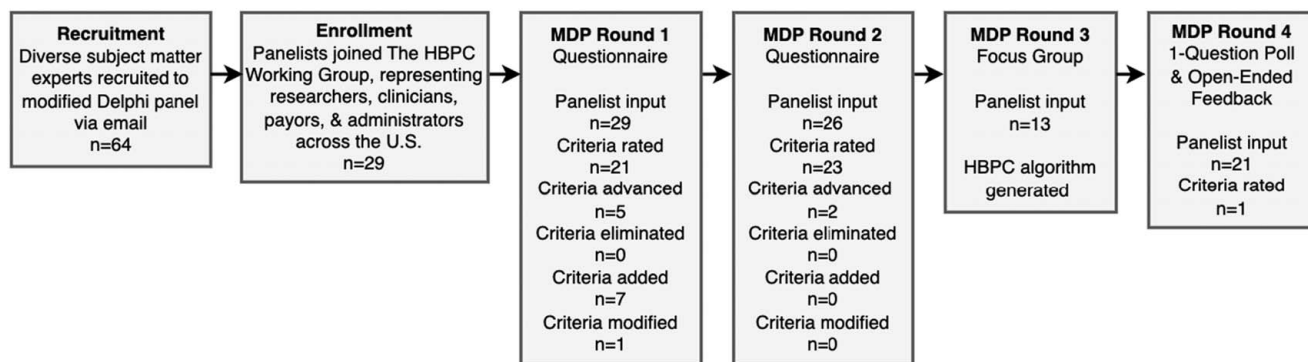 Recruitment
Diverse subject matter
experts recruited to
modified Delphi panel
via email
n=64
Enrollment
Panelists joined The HBPC
Working Group, representing
researchers, clinicians,
payors, & administrators
across the U.S.
n=29
MDP Round 1
Questionnaire
Panelist input
n=29
Criteria rated
n=21
Criteria advanced
n=5
Criteria eliminated
n=0
Criteria added
n=7
Criteria modified
n=1
MDP Round 2
Questionnaire
Panelist input
n=26
Criteria rated
n=23
Criteria advanced
n=2
Criteria eliminated
n=0
Criteria added
n=0
Criteria modified
n=0
MDP Round 3
Focus Group
Panelist input
n=13
HBPC algorithm
generated
MDP Round 4
1-Question Poll
& Open-Ended
Feedback
Panelist input
n=21
Criteria rated
n=1